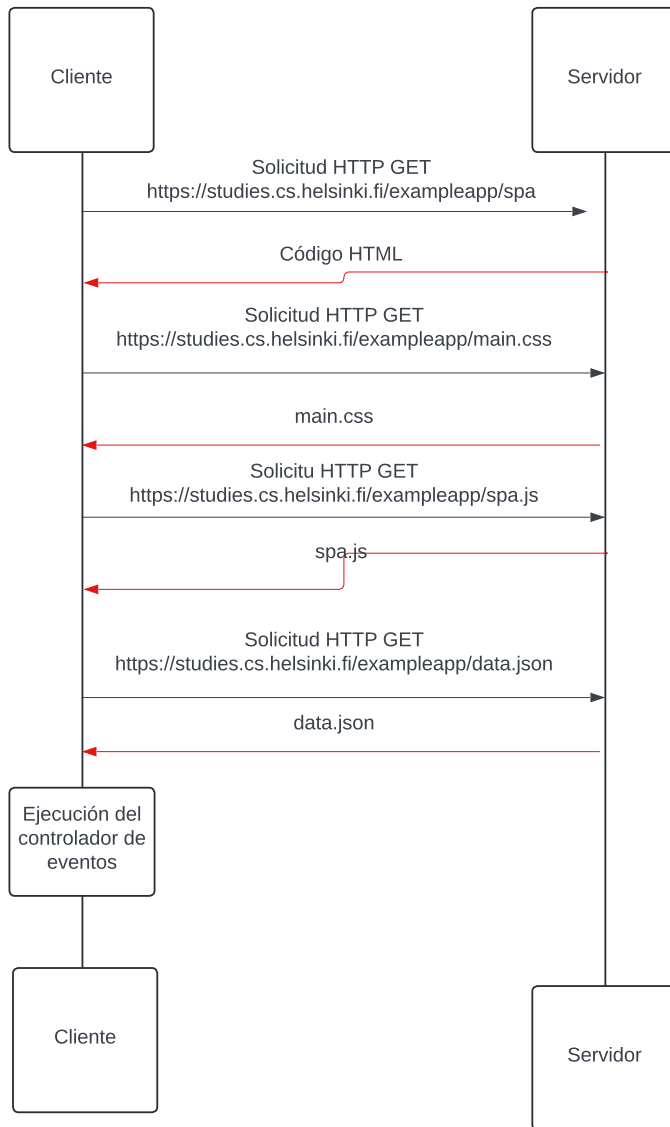 Cliente
Servidor
Solicitud HTTP GET
https://studies.cs.helsinki.fi/exampleapp/spa
Código HTML
Solicitud HTTP GET
https://studies.cs.helsinki.fi/exampleapp/main.css
main.css
Solicitu HTTP GET
https://studies.cs.helsinki.fi/exampleapp/spa.js
spa.js
Solicitud HTTP GET
https://studies.cs.helsinki.fi/exampleapp/data.json
data.json
Ejecución del
controlador de
eventos
Cliente
Servidor